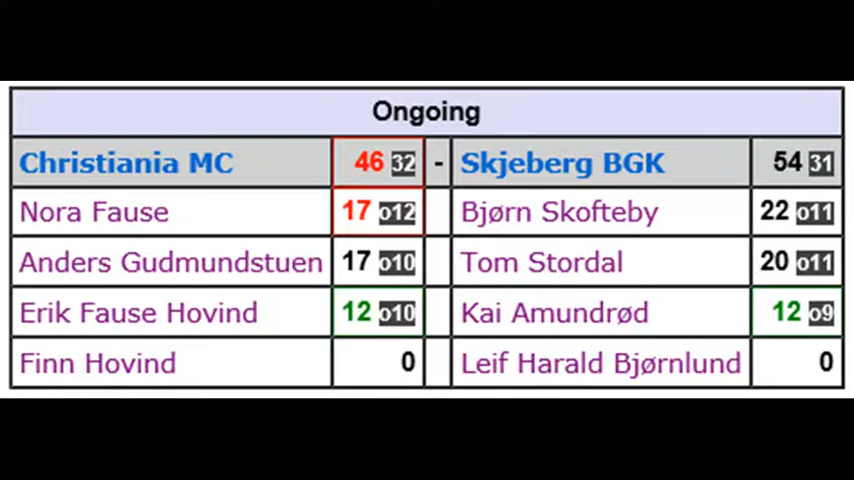 Ongoing
Christiania MC 46 32 - Skjeberg BGK 54 31
Nora Fause 17 o12 Bjørn Skofteby 22 o11
Anders Gudmundstuen 17 o10 Tom Stordal 20 o11
Erik Fause Hovind 12 o10 Kai Amundrød 12 o9
Finn Hovind 0 Leif Harald Bjørnlund 0